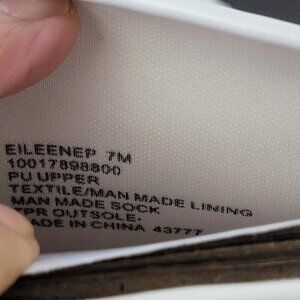 EILEENEP 7M
10017898800
PU UPPER
TEXTILE/MAN MADE LINING
MAN MADE SOCK
TPR OUTSOLE.
MADE IN CHINA 43777